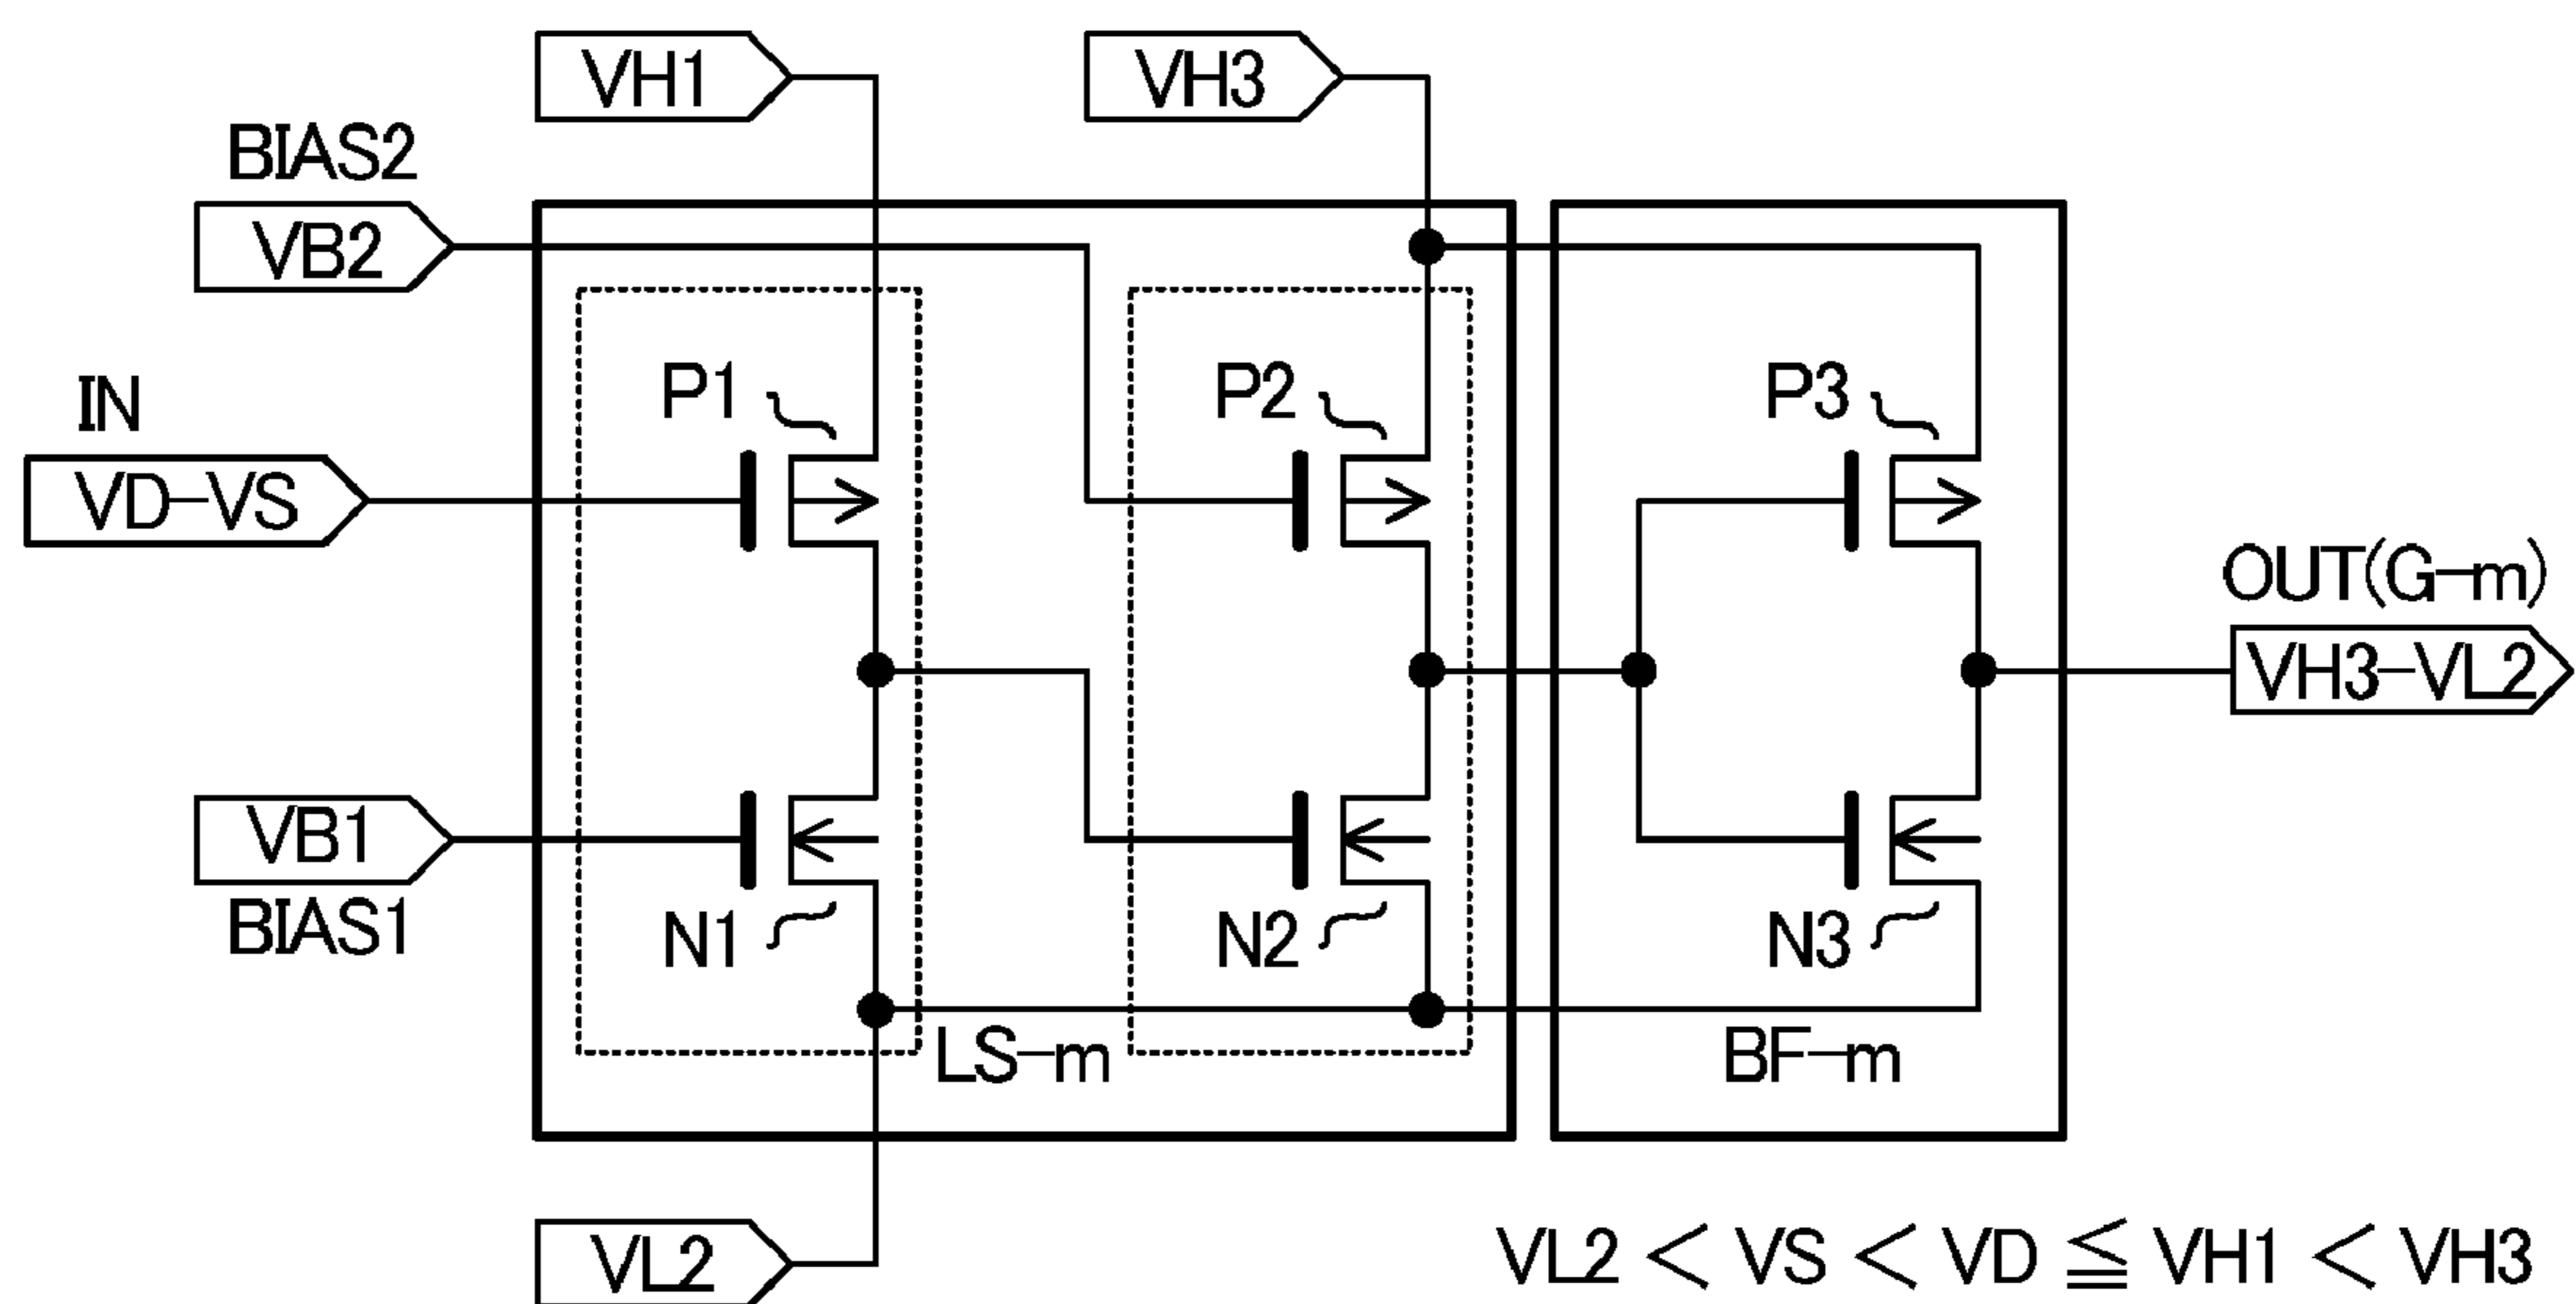 VH1
VH3
BIAS2
VB2
P1
P2
P3
IN
VD-VS
OUT(G-m)
VH3-VL2
VB1
BIAS1
N1
N2
N3
LS-m
BF-m
VL2
VL2 < VS < VD ≦ VH1 < VH3